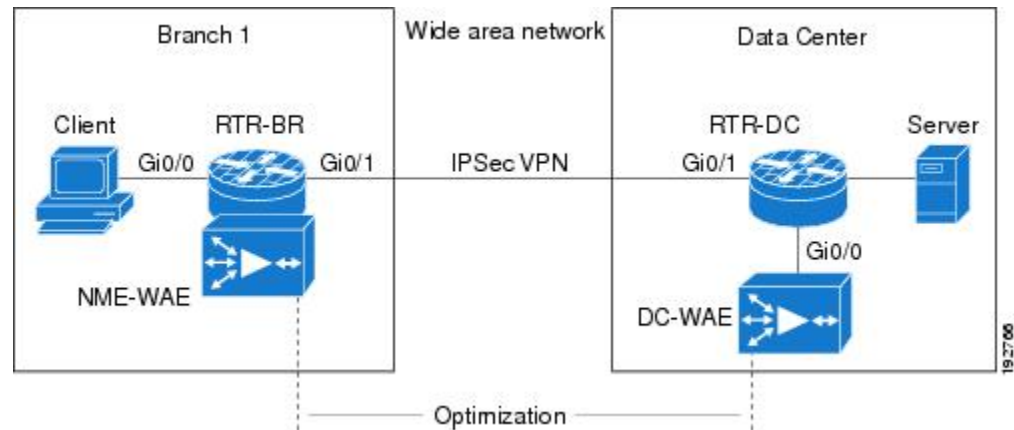 Branch 1
Wide area network
Data Center
Client
RTR-BR
RTR-DC
Server
Gi0/0
Gi0/1
IPSec VPN
Gi0/1
Gi0/0
NME-WAE
DC-WAE
192766
Optimization